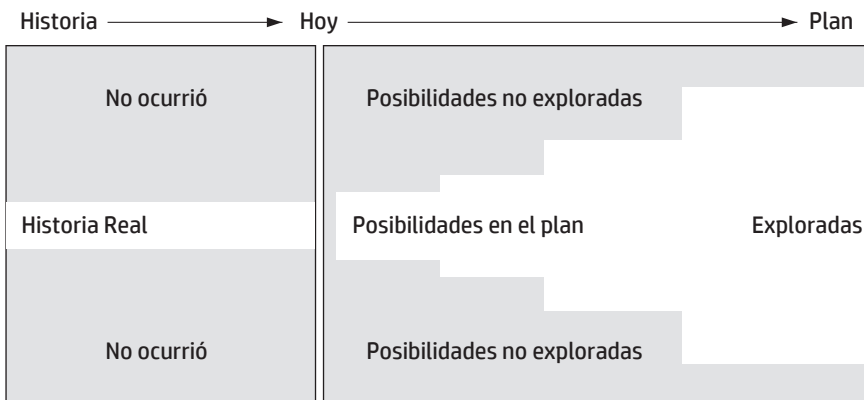 Historia Hoy Plan
No ocurrió Posibilidades no exploradas
Historia Real Posibilidades en el plan Exploradas
No ocurrió Posibilidades no exploradas